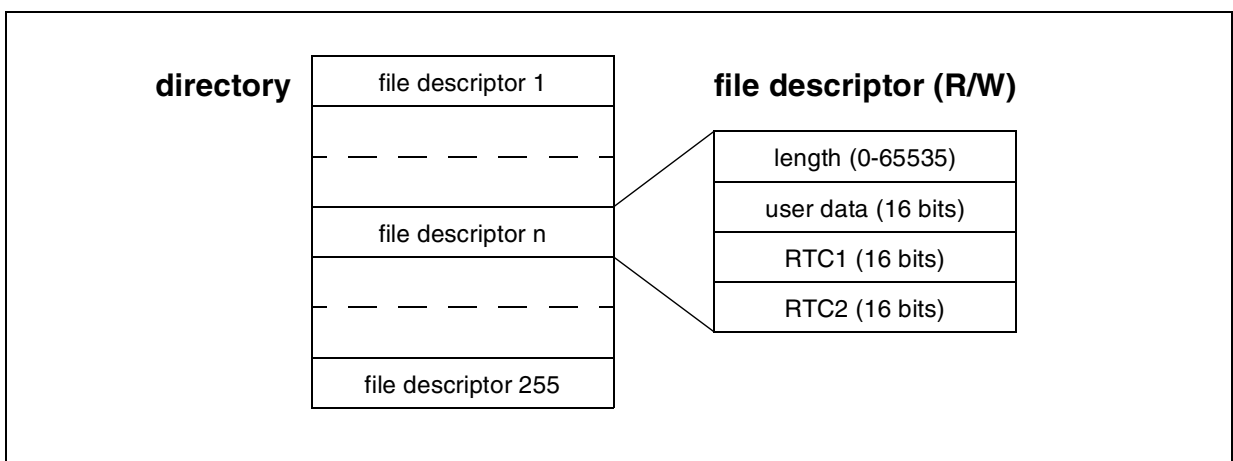 directory
file descriptor 1
file descriptor n
file descriptor 255
file descriptor (R/W)
length (0-65535)
user data (16 bits)
RTC1 (16 bits)
RTC2 (16 bits)